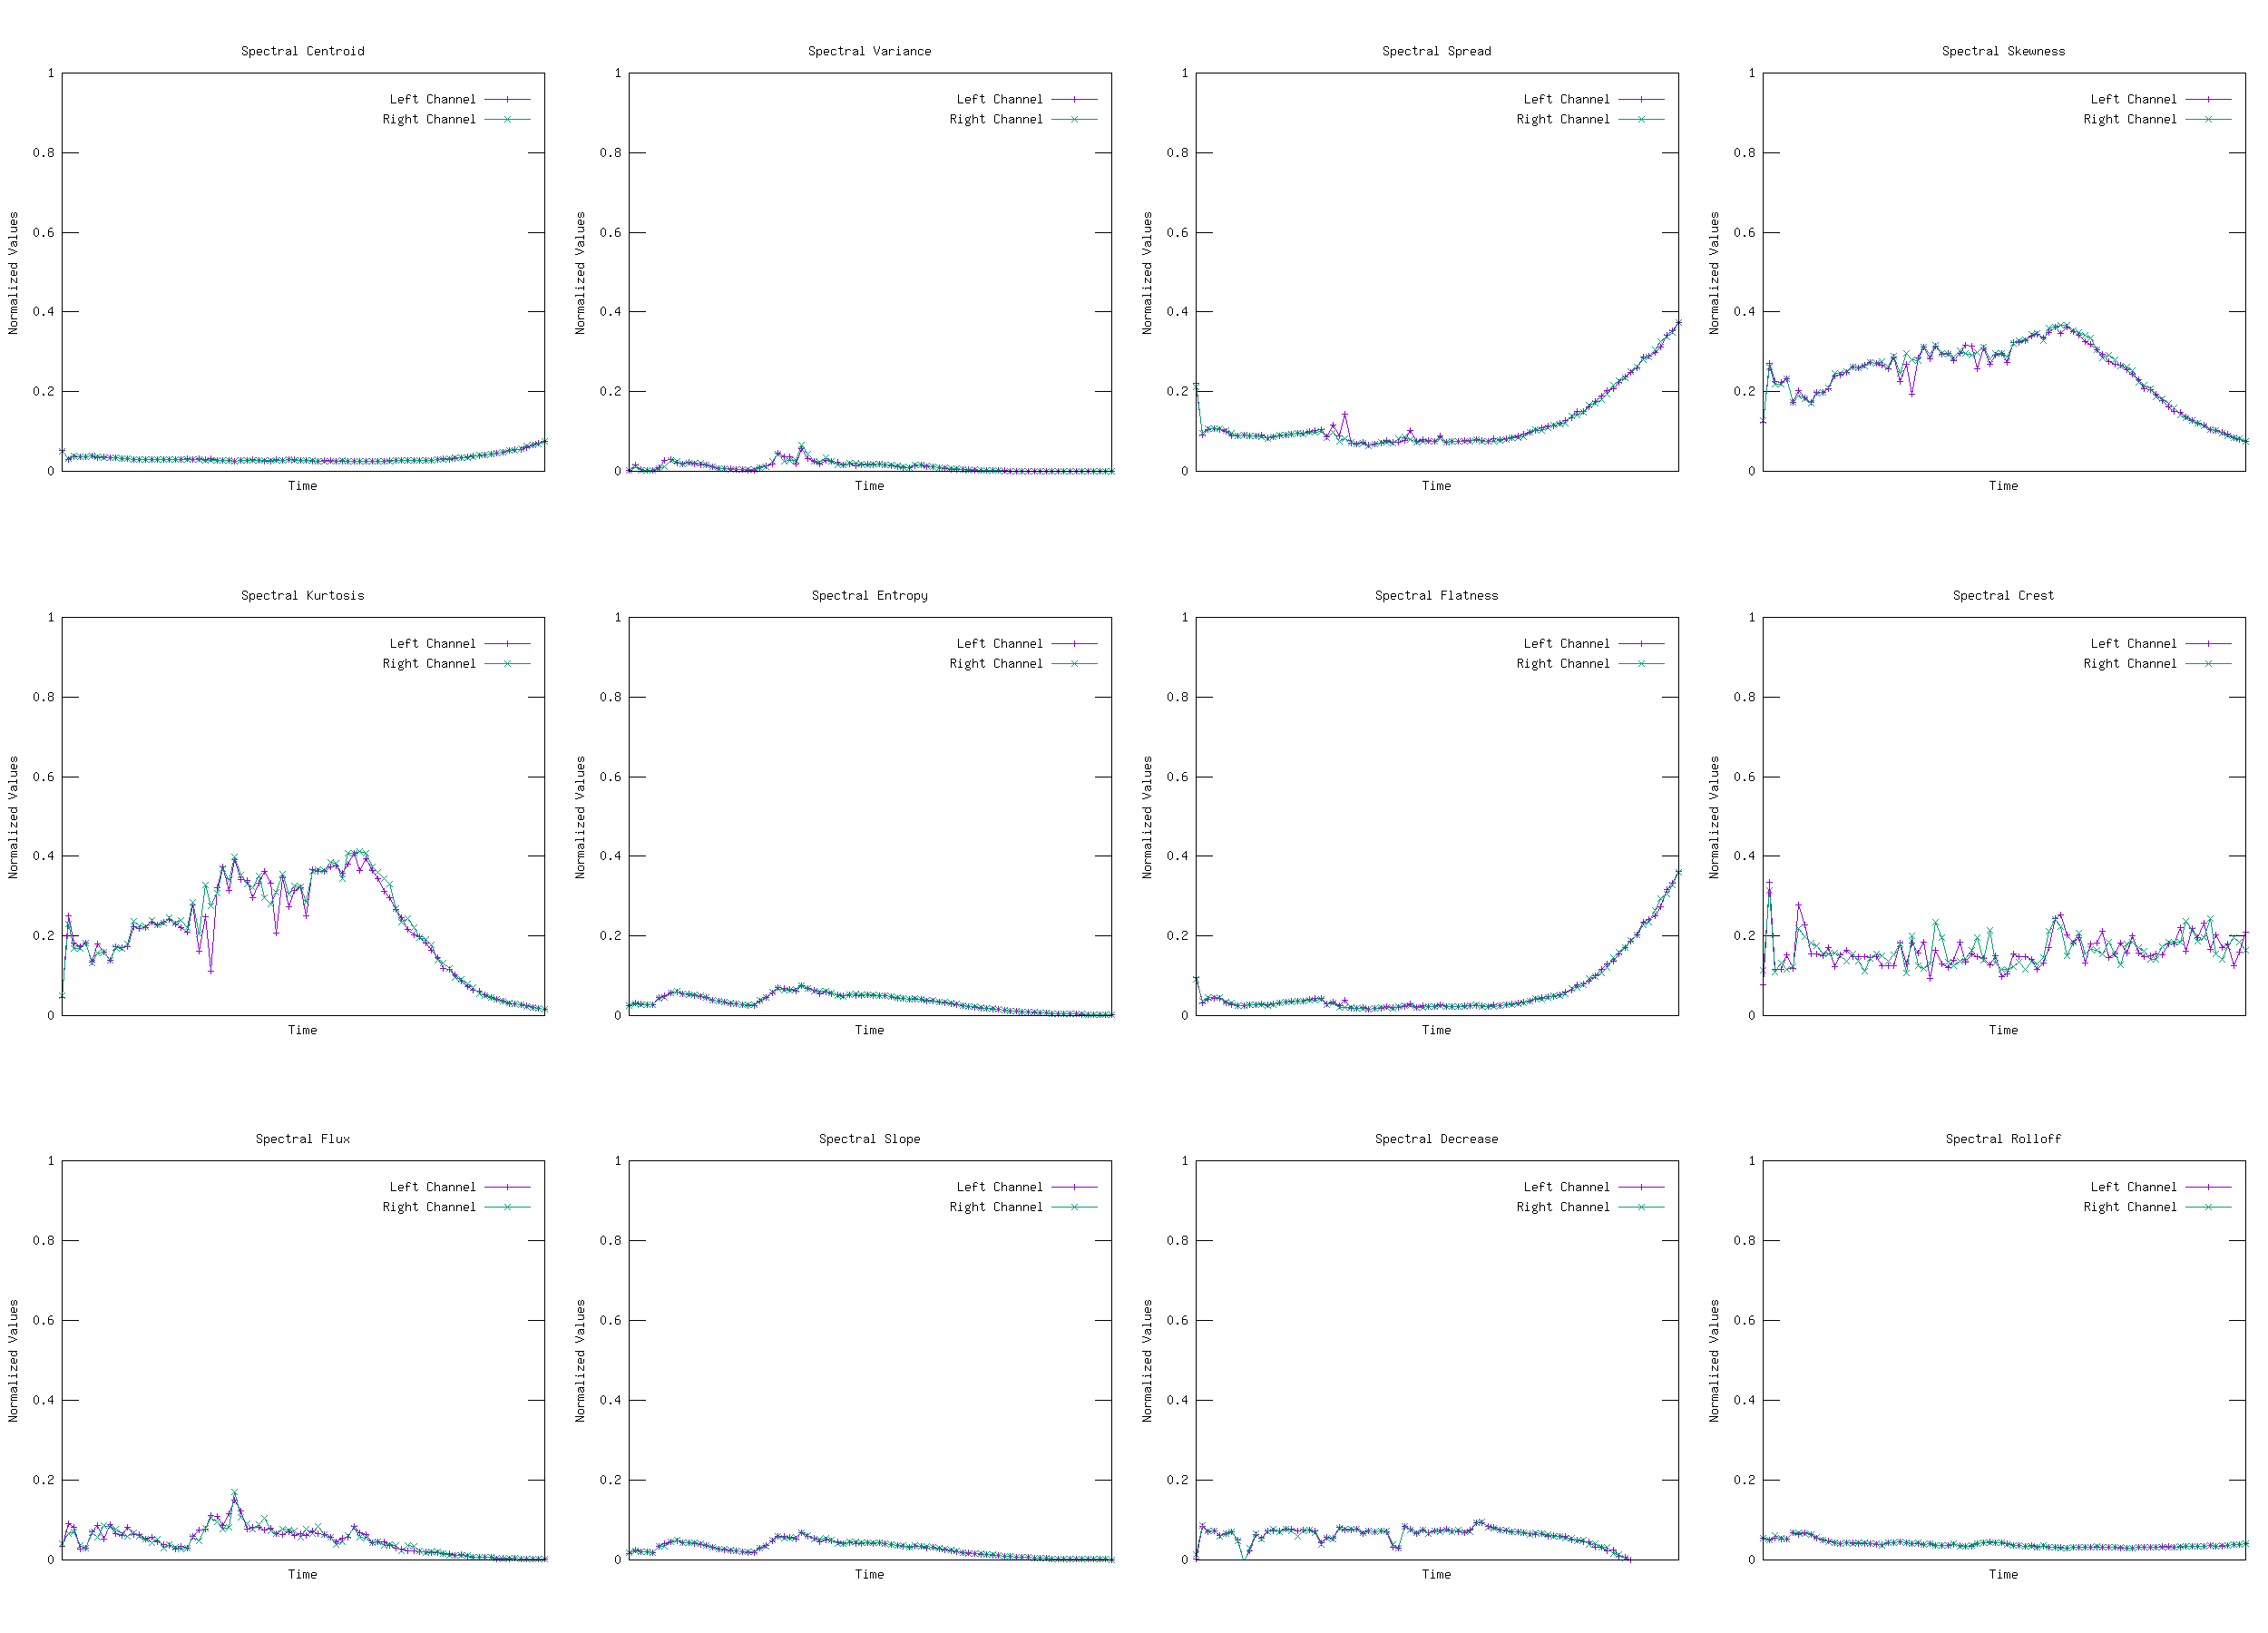 Spectral Centroid
1
0.8
0.6
0.4
0.2
0
Normalized Values
Time
Left Channel
Right Channel
Spectral Variance
1
0.8
0.6
0.4
0.2
0
Normalized Values
Time
Left Channel
Right Channel
Spectral Spread
1
0.8
0.6
0.4
0.2
0
Normalized Values
Time
Left Channel
Right Channel
Spectral Skewness
1
0.8
0.6
0.4
0.2
0
Normalized Values
Time
Left Channel
Right Channel
Spectral Kurtosis
1
0.8
0.6
0.4
0.2
0
Normalized Values
Time
Left Channel
Right Channel
Spectral Entropy
1
0.8
0.6
0.4
0.2
0
Normalized Values
Time
Left Channel
Right Channel
Spectral Flatness
1
0.8
0.6
0.4
0.2
0
Normalized Values
Time
Left Channel
Right Channel
Spectral Crest
1
0.8
0.6
0.4
0.2
0
Normalized Values
Time
Left Channel
Right Channel
Spectral Flux
1
0.8
0.6
0.4
0.2
0
Normalized Values
Time
Left Channel
Right Channel
Spectral Slope
1
0.8
0.6
0.4
0.2
0
Normalized Values
Time
Left Channel
Right Channel
Spectral Decrease
1
0.8
0.6
0.4
0.2
0
Normalized Values
Time
Left Channel
Right Channel
Spectral Rolloff
1
0.8
0.6
0.4
0.2
0
Normalized Values
Time
Left Channel
Right Channel